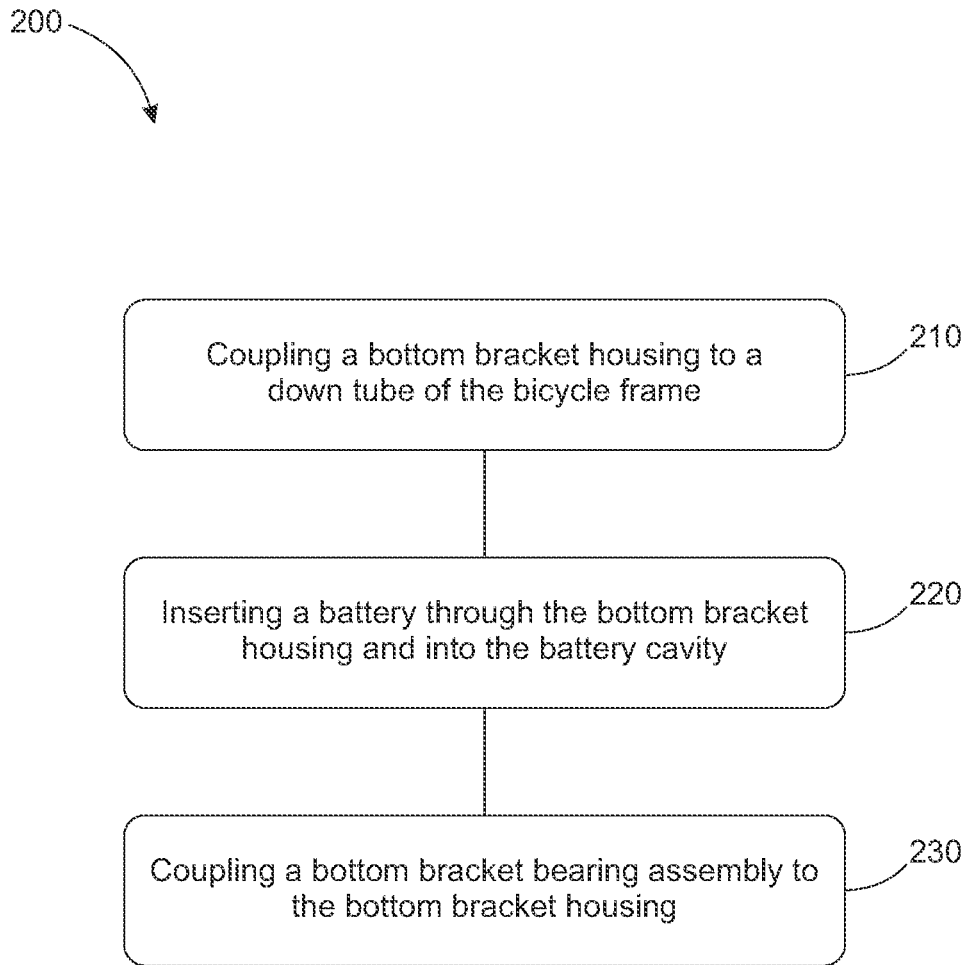 200
Coupling a bottom bracket housing to a
down tube of the bicycle frame
210
Inserting a battery through the bottom bracket
housing and into the battery cavity
220
Coupling a bottom bracket bearing assembly to
the bottom bracket housing
230